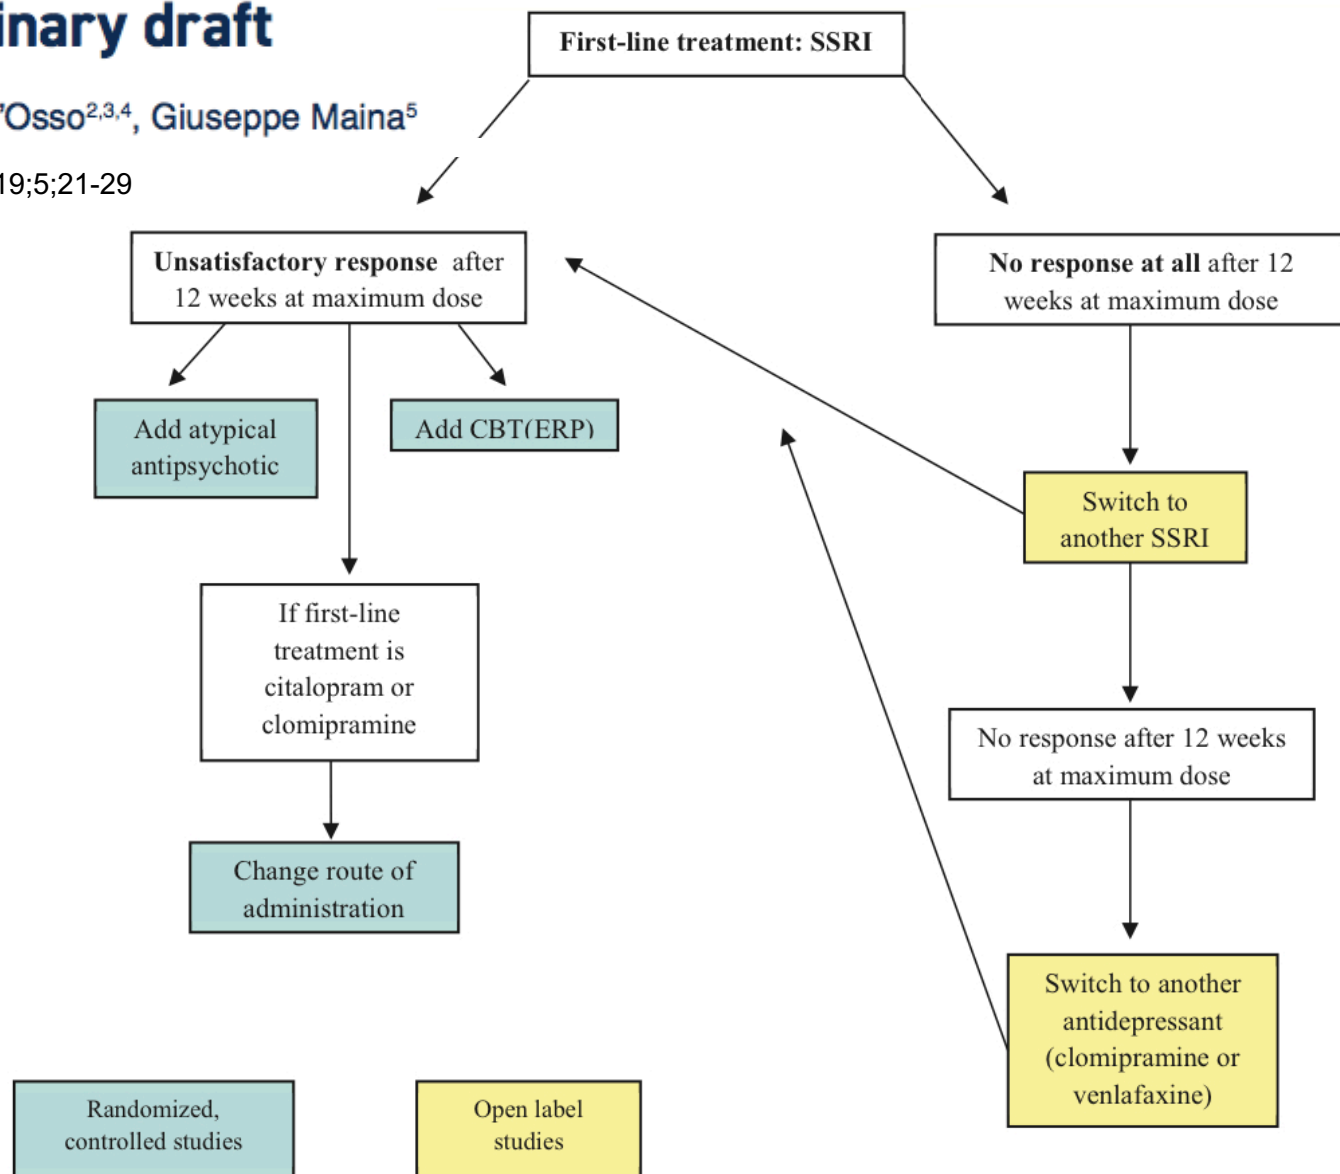 inary draft
'Osso2,3,4, Giuseppe Maina5
19;5;21-29
First-line treatment: SSRI
Unsatisfactory response after
12 weeks at maximum dose
No response at all after 12
weeks at maximum dose
Add atypical
antipsychotic
Add CBT(ERP)
Switch to
another SSRI
If first-line
treatment is
citalopram or
clomipramine
No response after 12 weeks
at maximum dose
Change route of
administration
Switch to another
antidepressant
(clomipramine or
venlafaxine)
Randomized,
controlled studies
Open label
studies